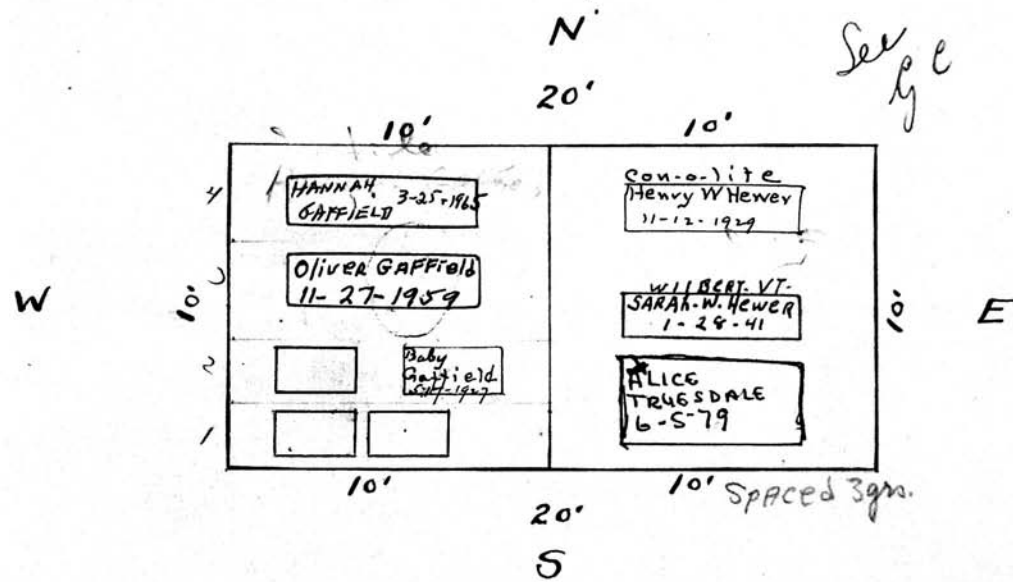 N
20'
See
10'
10'
4
HANNAH
3-25-1965
GAFFIELD
con-o-lite
Henry W Hewer
11-12-1929
W
10'
Oliver GAFField
11-27-1959
WIlBERT-VT-
SARAH.W.HEWER
1-28-41
10'
E
2
Baby
Gaffield
ALICE
TRUESDALE
6-5-79
1
10'
10'
SPACED 3grs.
20'
S